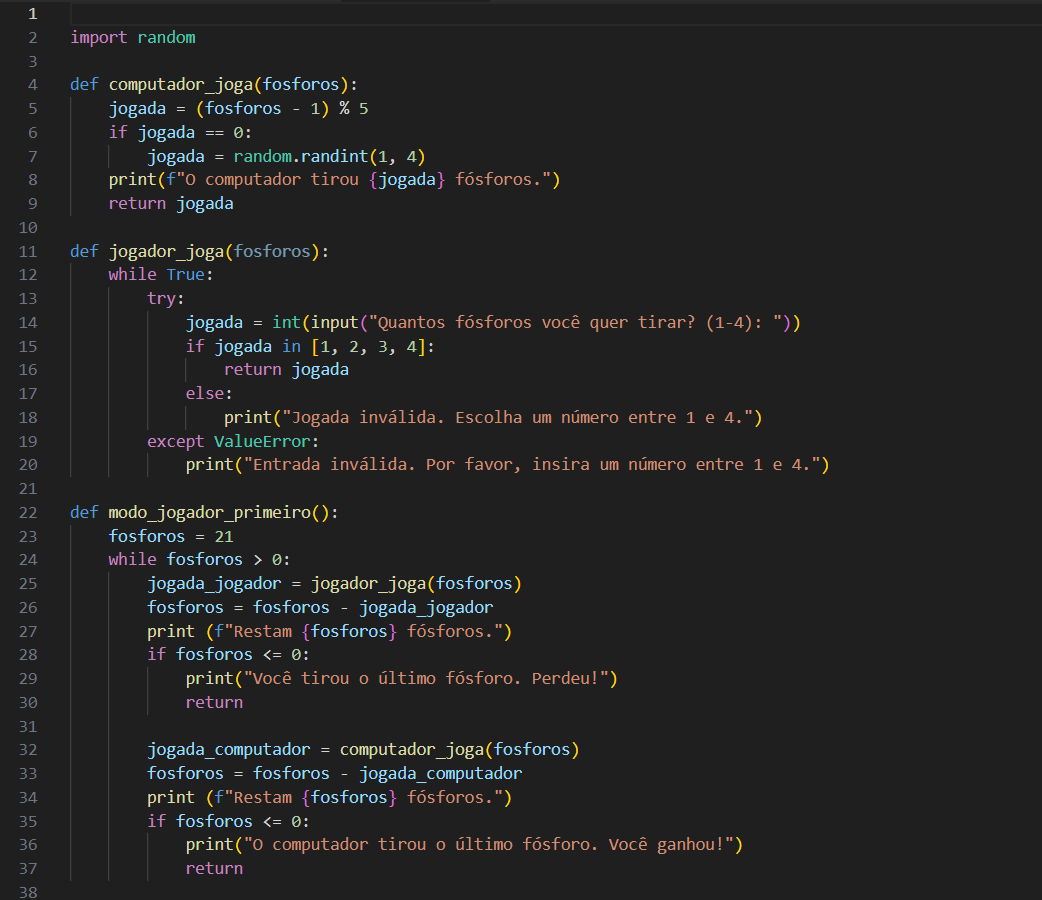 1
2 import random
3
4 def computador_joga(fosforos):
5     jogada = (fosforos - 1) % 5
6     if jogada == 0:
7         jogada = random.randint(1, 4)
8     print(f"O computador tirou {jogada} fósforos.")
9     return jogada
10
11 def jogador_joga(fosforos):
12     while True:
13         try:
14             jogada = int(input("Quantos fósforos você quer tirar? (1-4): "))
15             if jogada in [1, 2, 3, 4]:
16                 return jogada
17             else:
18                 print("Jogada inválida. Escolha um número entre 1 e 4.")
19         except ValueError:
20             print("Entrada inválida. Por favor, insira um número entre 1 e 4.")
21
22 def modo_jogador_primeiro():
23     fosforos = 21
24     while fosforos > 0:
25         jogada_jogador = jogador_joga(fosforos)
26         fosforos = fosforos - jogada_jogador
27         print (f"Restam {fosforos} fósforos.")
28         if fosforos <= 0:
29             print("Você tirou o último fósforo. Perdeu!")
30             return
31
32         jogada_computador = computador_joga(fosforos)
33         fosforos = fosforos - jogada_computador
34         print (f"Restam {fosforos} fósforos.")
35         if fosforos <= 0:
36             print("O computador tirou o último fósforo. Você ganhou!")
37             return
38